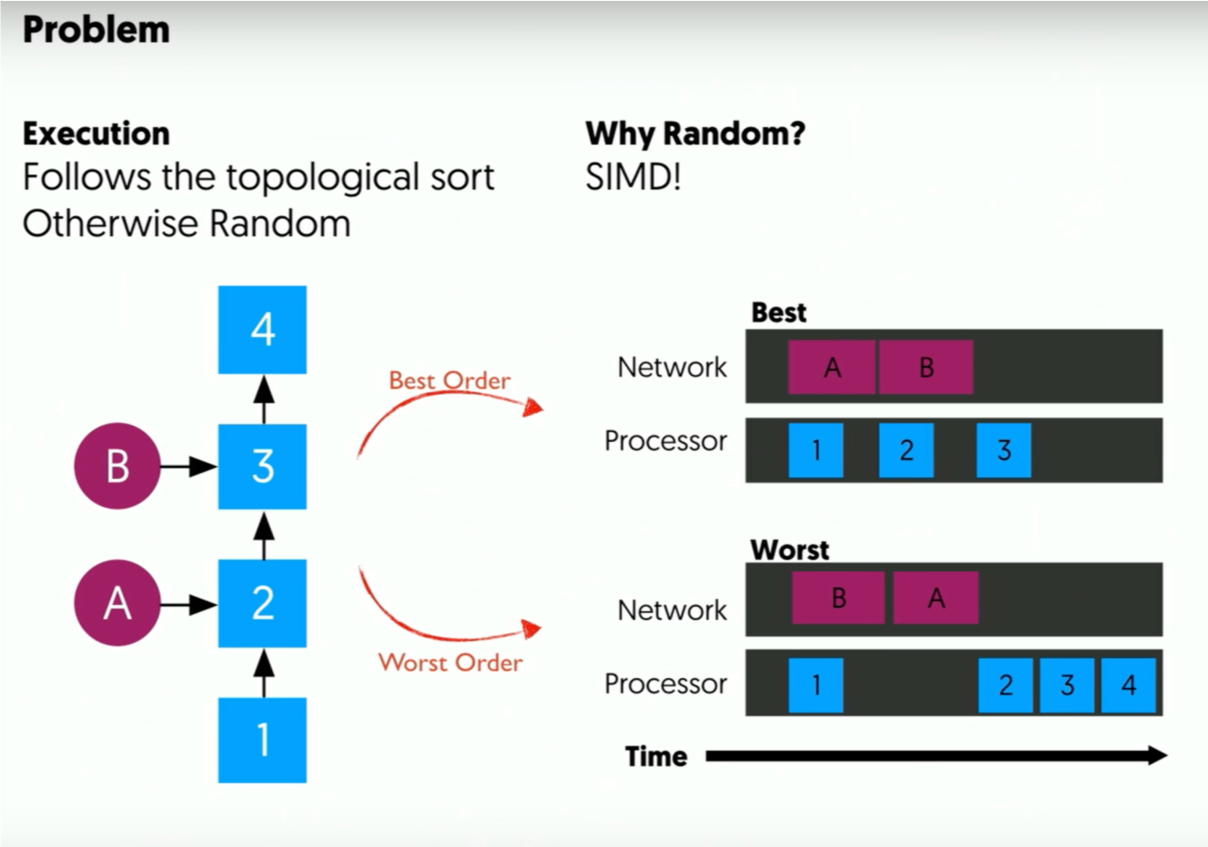 Problem
Execution
Follows the topological sort
Otherwise Random
4
B
3
A
2
1
Best Order
Worst Order
Why Random?
SIMD!
Best
Network
A B
Processor
1 2 3
Worst
Network
B A
Processor
1 2 3 4
Time